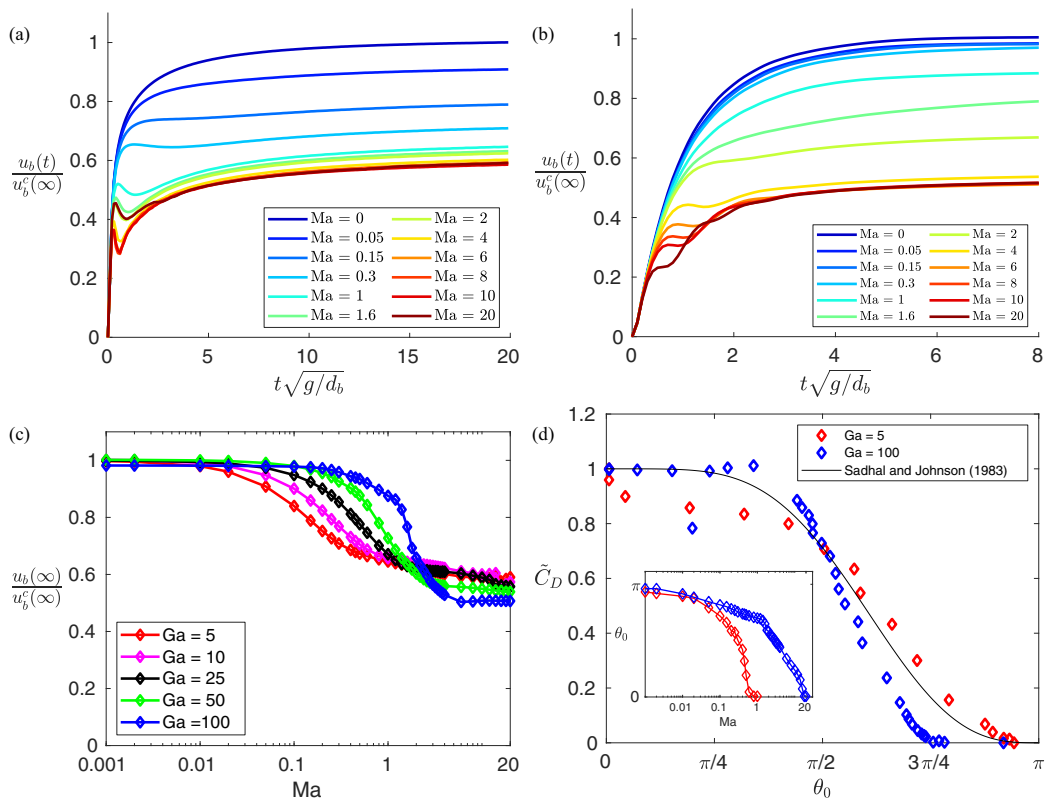 (a)
1
0.8
0.6
0.4
0.2
0
u_b(t)
u_b^c(∞)
Ma = 0
Ma = 0.05
Ma = 0.15
Ma = 0.3
Ma = 1
Ma = 1.6
Ma = 2
Ma = 4
Ma = 6
Ma = 8
Ma = 10
Ma = 20
0 5 10 15 20
t√g/d_b
(b)
1
0.8
0.6
0.4
0.2
0
u_b(t)
u_b^c(∞)
Ma = 0
Ma = 0.05
Ma = 0.15
Ma = 0.3
Ma = 1
Ma = 1.6
Ma = 2
Ma = 4
Ma = 6
Ma = 8
Ma = 10
Ma = 20
0 2 4 6 8
t√g/d_b
(c)
1
0.8
0.6
0.4
0.2
0
u_b(∞)
u_b^c(∞)
Ga = 5
Ga = 10
Ga = 25
Ga = 50
Ga =100
0.001 0.01 0.1 1 20
Ma
(d)
1.2
1
0.8
0.6
0.4
0.2
0
C̃_D
Ga = 5
Ga = 100
Sadhal and Johnson (1983)
π
θ_0
0
0.01 0.1 1 20
Ma
0 π/4 π/2 3π/4 π
θ_0